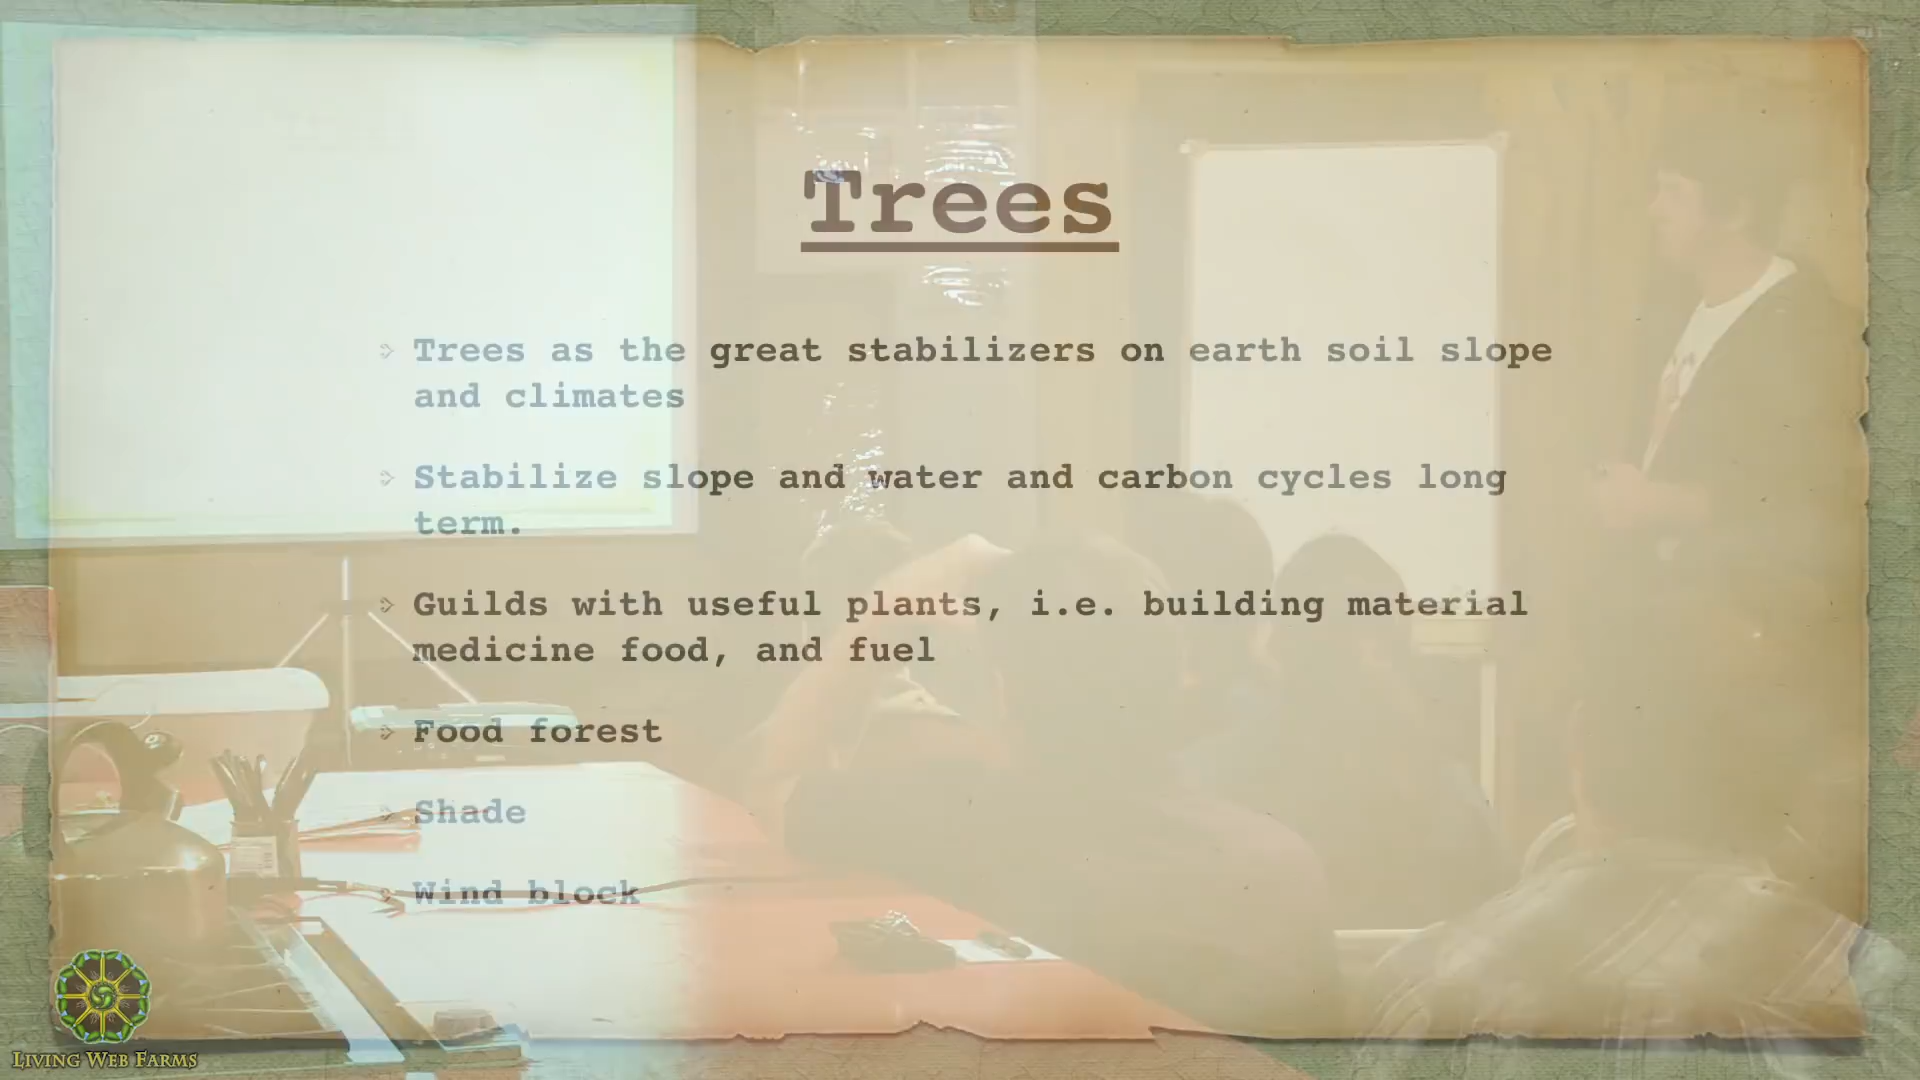 Trees
Trees as the great stabilizers on earth soil slope
and climates
Stabilize slope and water and carbon cycles long
term.
Guilds with useful plants, i.e. building material
medicine food, and fuel
Food forest
Shade
Wind block
LIVING WEB FARMS